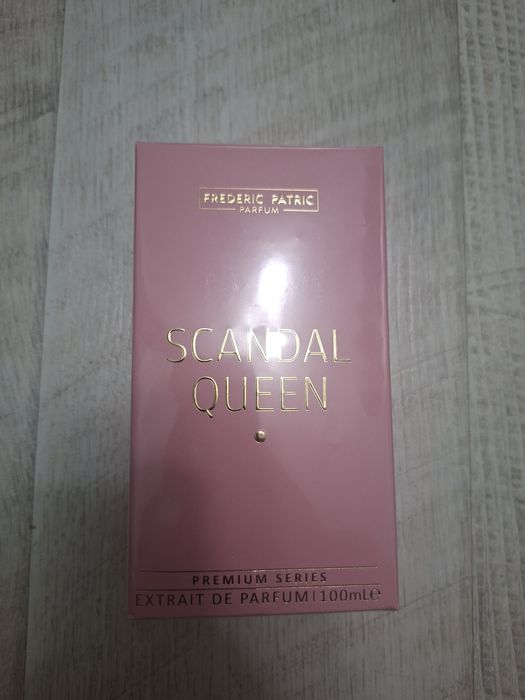 FREDERIC PATRIC
PARFUM
SCANDAL
QUEEN
PREMIUM SERIES
EXTRAIT DE PARFUM|100mL℮